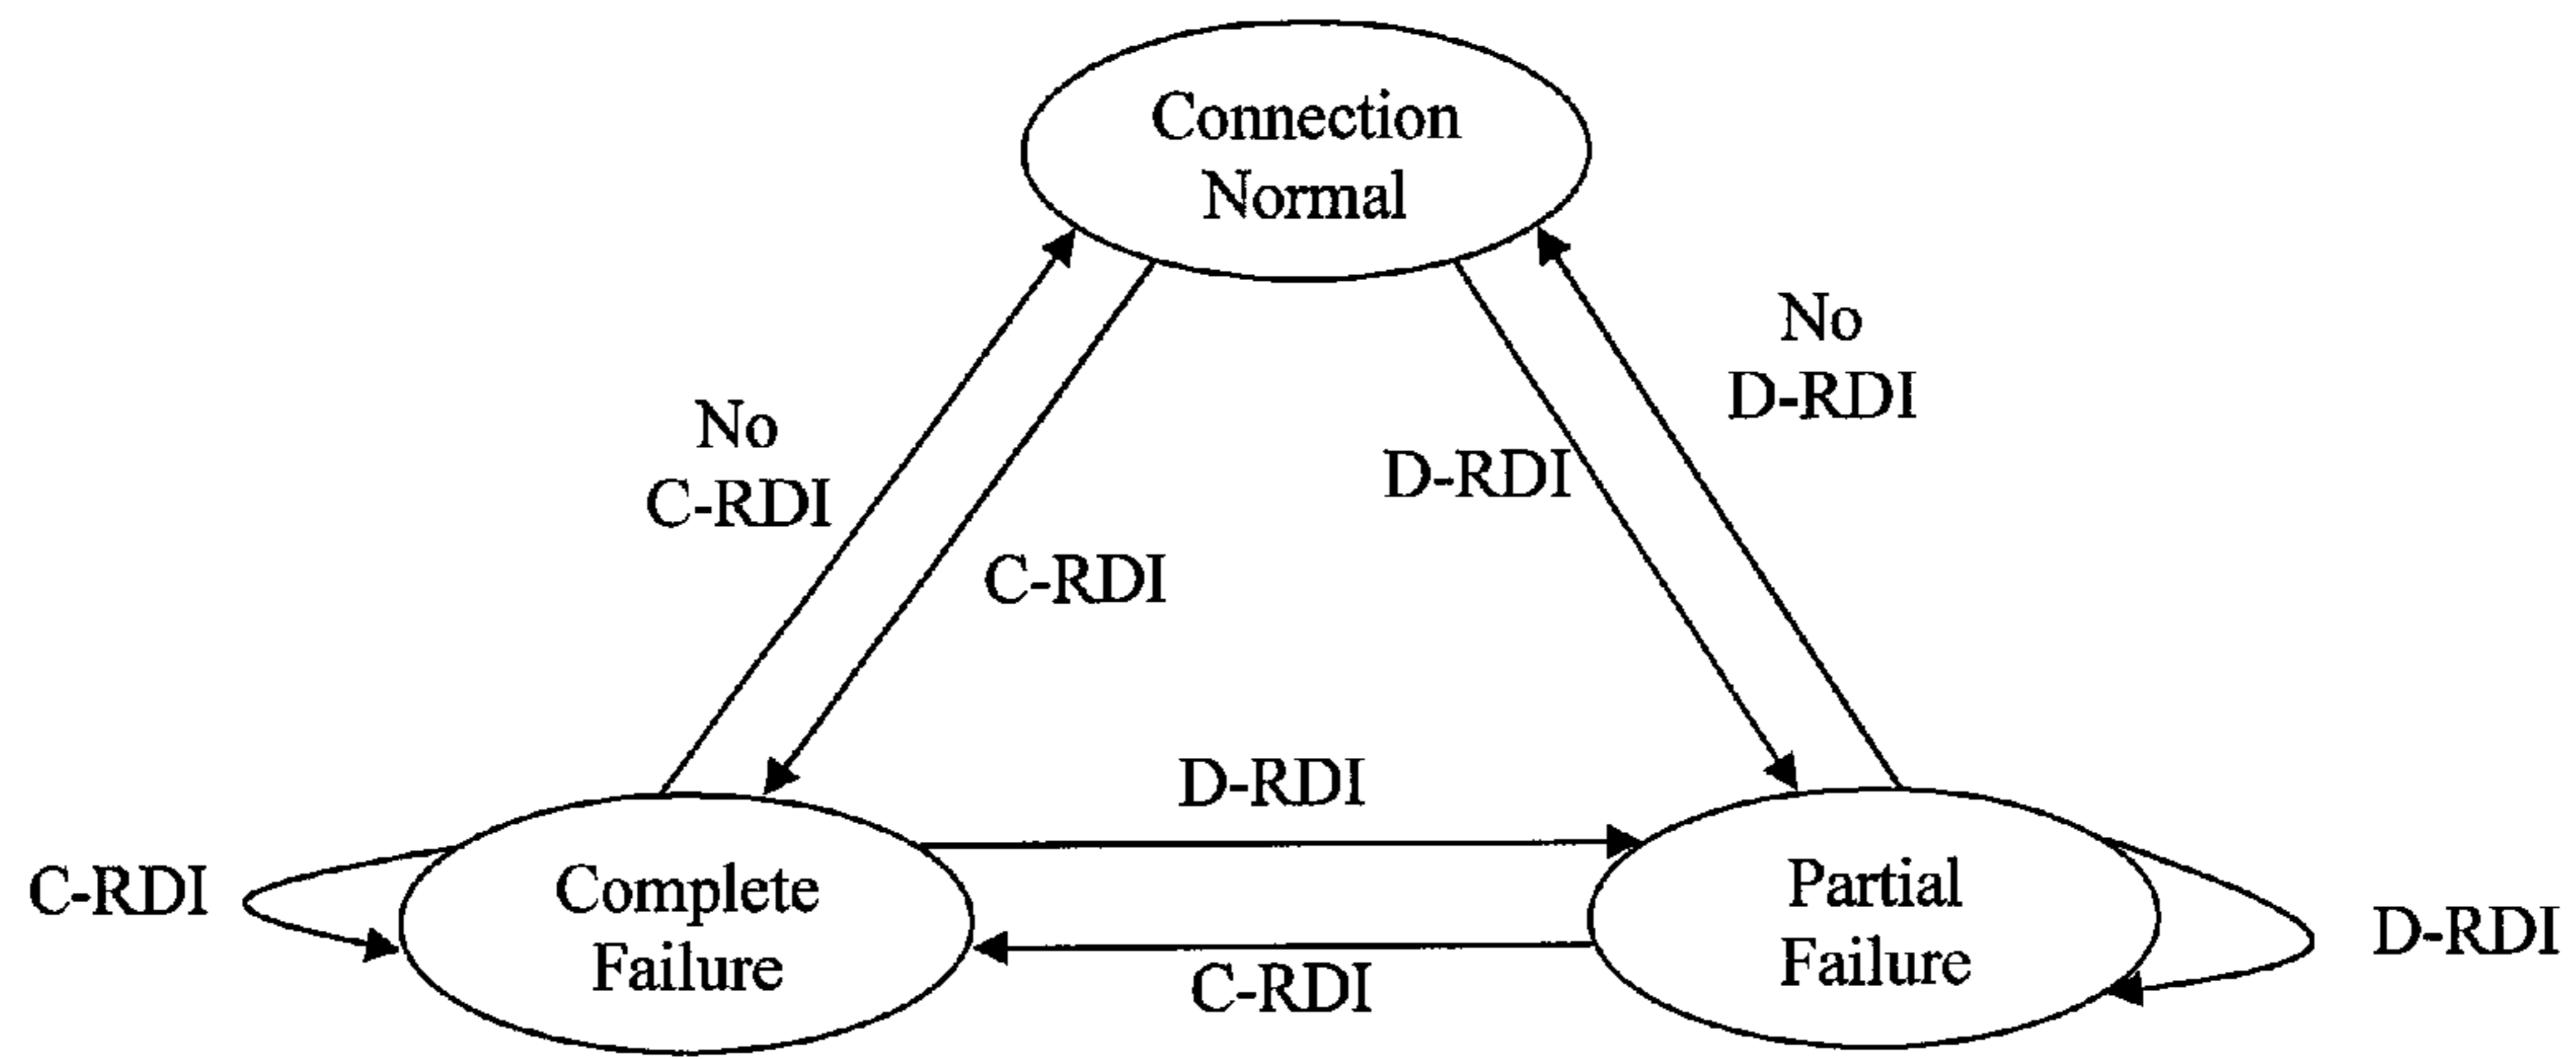 Connection
Normal
No
C-RDI
C-RDI
D-RDI
No
D-RDI
D-RDI
C-RDI
C-RDI
Complete
Failure
Partial
Failure
D-RDI